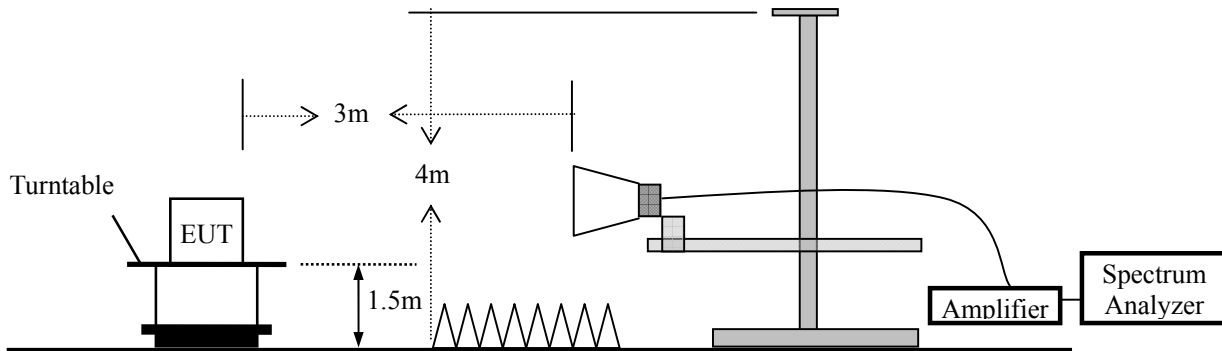 3m
4m
Turntable
EUT
1.5m
Amplifier
Spectrum
Analyzer